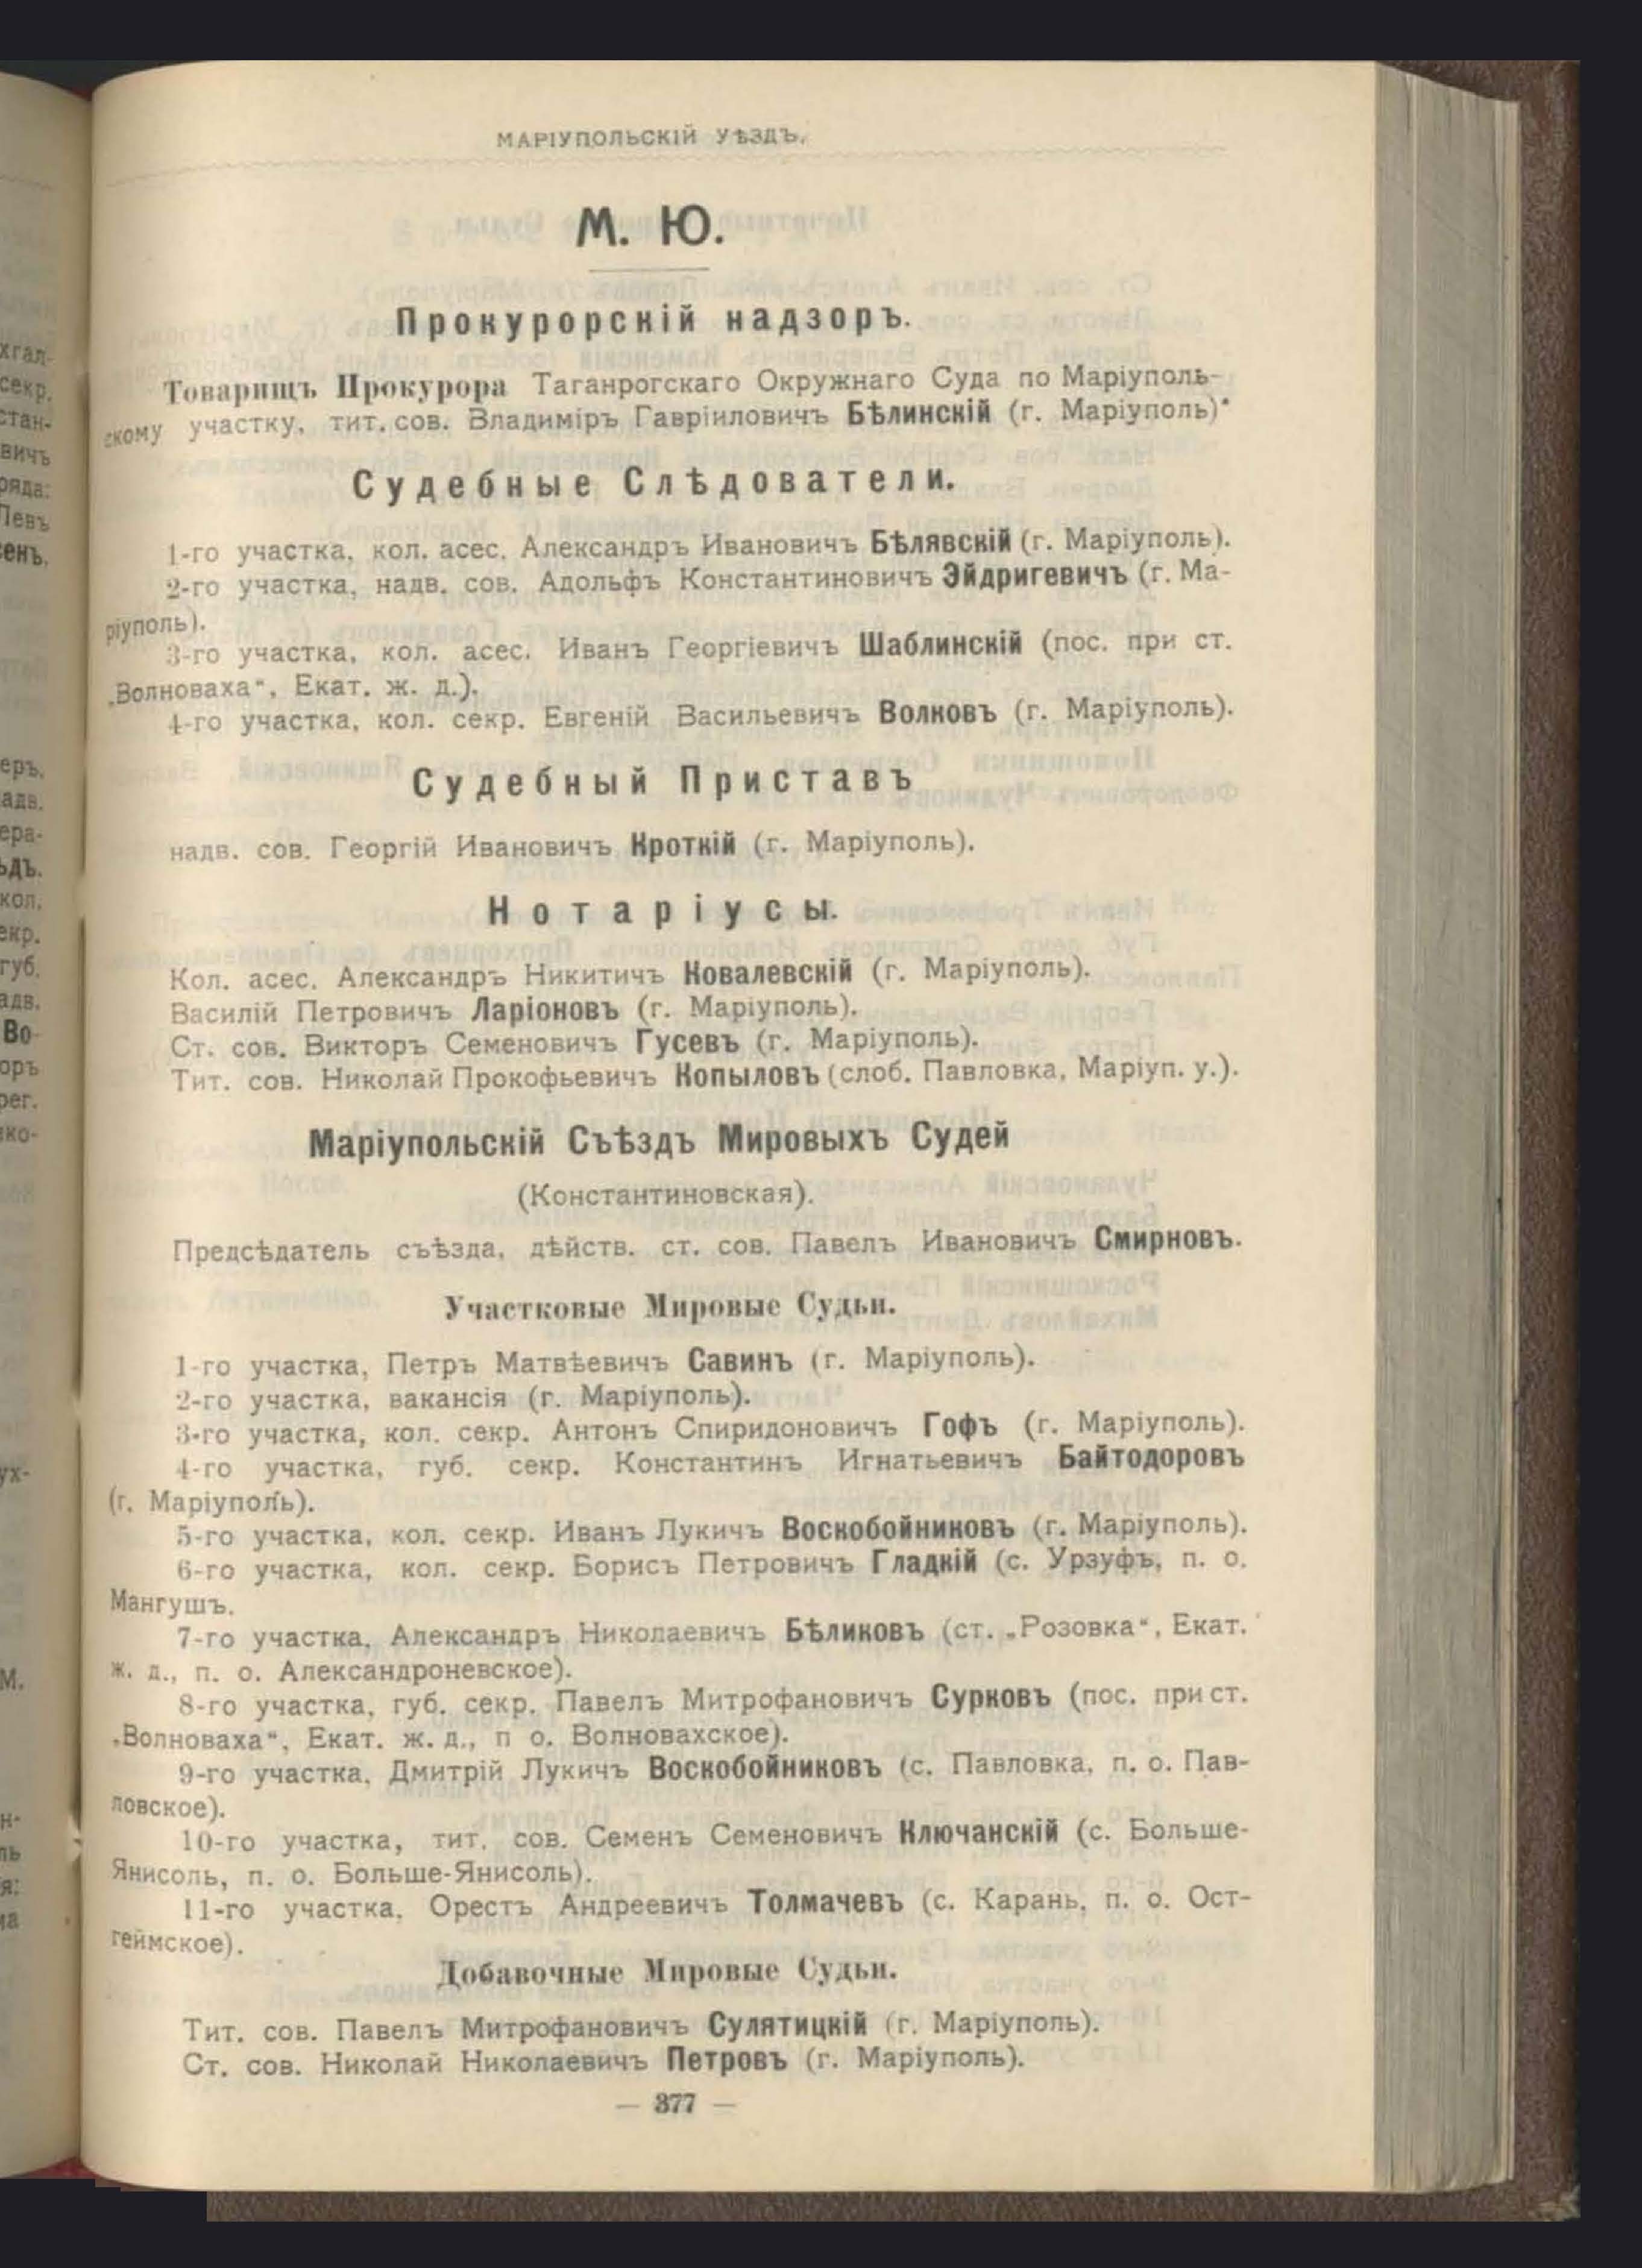 МАРІУПОЛЬСКІЙ УѢЗДЪ.
М. Ю.
Прокурорскій надзоръ.
Товарищъ Прокурора Таганрогскаго Окружнаго Суда по Маріуполь-
скому участку, тит. сов. Владиміръ Гавріиловичъ Бѣлинскій (г. Маріуполь)
Судебные Слѣдователи.
1-го участка, кол. асес. Александръ Ивановичъ Бѣлявскій (г. Маріуполь).
2-го участка, надв. сов. Адольфъ Константиновичъ Эйдригевичъ (г. Ма-
ріуполь).
3-го участка, кол. асес. Иванъ Георгіевичъ Шаблинскій (пос. при ст.
„Волноваха“, Екат. ж. д.).
4-го участка, кол. секр. Евгеній Васильевичъ Волковъ (г. Маріуполь).
Судебный Приставъ
надв. сов. Георгій Ивановичъ Кроткій (г. Маріуполь).
Нотаріусы.
Кол. асес. Александръ Никитичъ Ковалевскій (г. Маріуполь).
Василій Петровичъ Ларіоновъ (г. Маріуполь).
Ст. сов. Викторъ Семеновичъ Гусевъ (г. Маріуполь).
Тит. сов. Николай Прокофьевичъ Копыловъ (слоб. Павловка, Маріуп. у.).
Маріупольскій Съѣздъ Мировыхъ Судей
(Константиновская).
Предсѣдатель съѣзда, дѣйств. ст. сов. Павелъ Ивановичъ Смирновъ.
Участковые Мировые Судьи.
1-го участка, Петръ Матвѣевичъ Савинъ (г. Маріуполь).
2-го участка, вакансія (г. Маріуполь).
3-го участка, кол. секр. Антонъ Спиридоновичъ Гофъ (г. Маріуполь).
4-го участка, губ. секр. Константинъ Игнатьевичъ Байтодоровъ
(г. Маріуполь).
5-го участка, кол. секр. Иванъ Лукичъ Воскобойниковъ (г. Маріуполь).
6-го участка, кол. секр. Борисъ Петровичъ Гладкій (с. Урзуфъ, п. о.
Мангушъ.
7-го участка, Александръ Николаевичъ Бѣликовъ (ст. „Розовка“, Екат.
ж. д., п. о. Александроневское).
8-го участка, губ. секр. Павелъ Митрофановичъ Сурковъ (пос. при ст.
„Волноваха“, Екат. ж. д., п о. Волновахское).
9-го участка, Дмитрій Лукичъ Воскобойниковъ (с. Павловка, п. о. Пав-
ловское).
10-го участка, тит. сов. Семенъ Семеновичъ Ключанскій (с. Больше-
Янисоль, п. о. Больше-Янисоль).
11-го участка, Орестъ Андреевичъ Толмачевъ (с. Карань, п. о. Ост-
геймское).
Добавочные Мировые Судьи.
Тит. сов. Павелъ Митрофановичъ Сулятицкій (г. Маріуполь).
Ст. сов. Николай Николаевичъ Петровъ (г. Маріуполь).
— 377 —